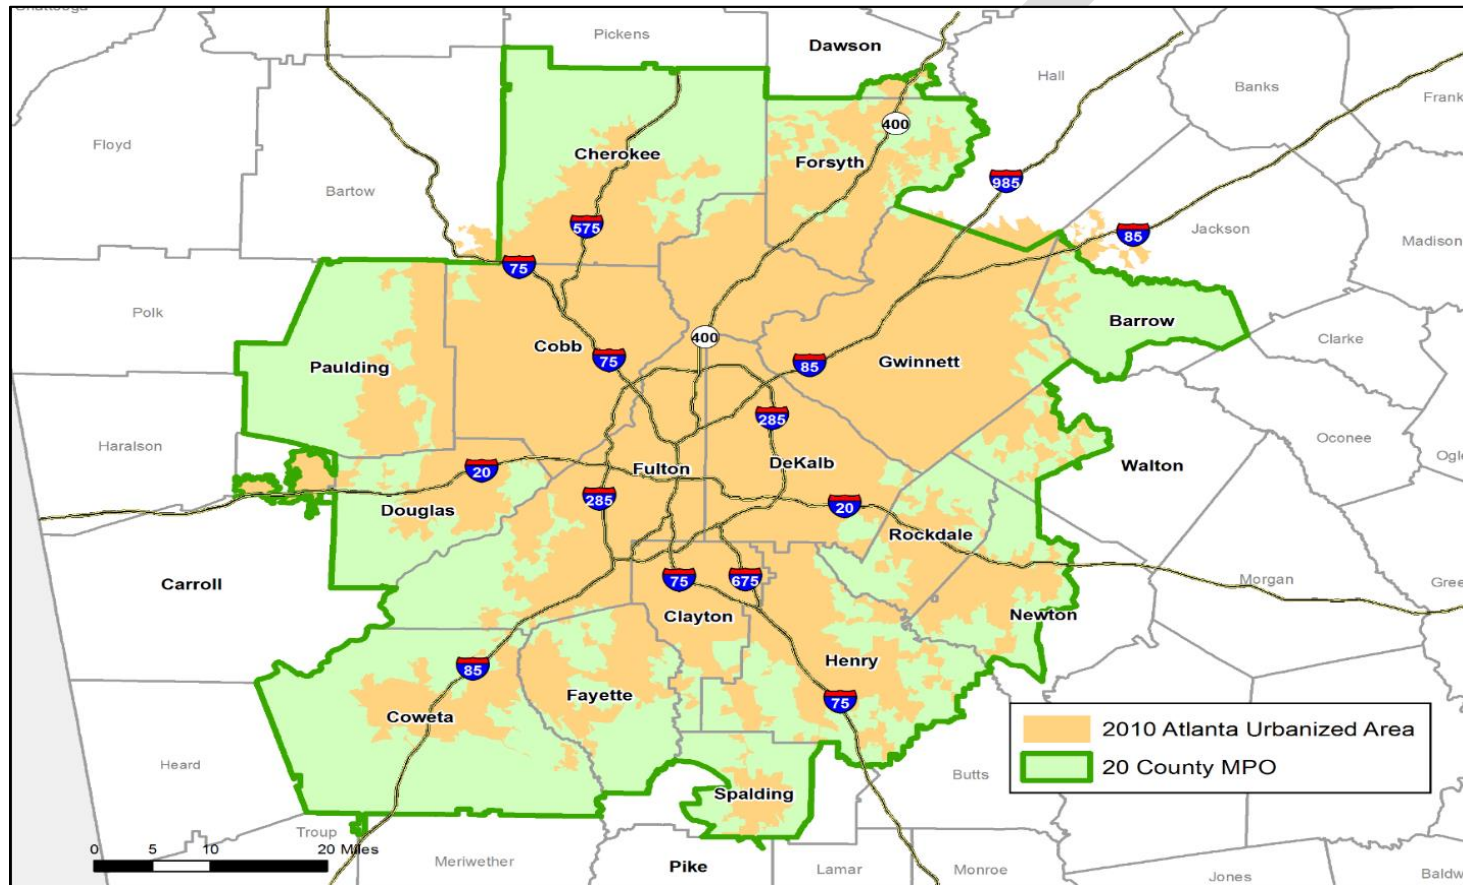 Pickens
Dawson
Hall
Banks
Frank
400
Floyd
Cherokee
Forsyth
985
Bartow
575
85
Jackson
Madison
75
Polk
Barrow
400
Clarke
Cobb
75
85
Gwinnett
Paulding
285
Oconee
Haralson
Walton
Ogle
20
Fulton
DeKalb
285
20
Douglas
Rockdale
Carroll
75
675
Morgan
Gree
Clayton
Newton
85
Henry
Fayette
75
Coweta
2010 Atlanta Urbanized Area
Heard
20 County MPO
Butts
Spalding
Troup
0 5 10 20 Miles
Meriwether
Pike
Lamar
Monroe
Jones
Baldw